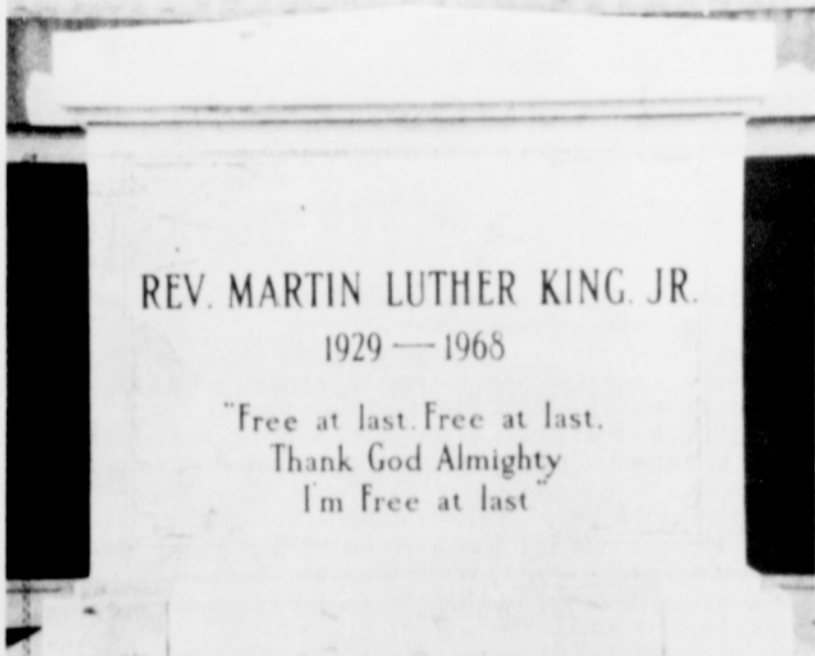 REV. MARTIN LUTHER KING, JR.
1929 — 1968
"Free at last, Free at last,
Thank God Almighty
I'm Free at last"